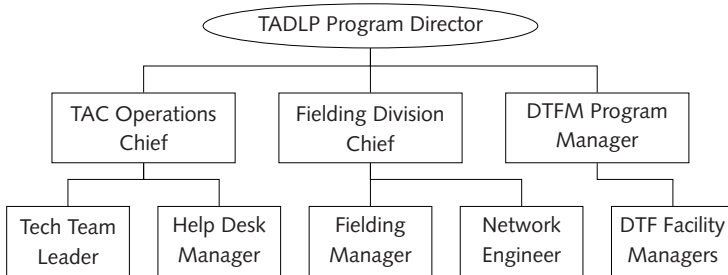 TADLP Program Director
TAC Operations
Chief
Fielding Division
Chief
DTFM Program
Manager
Tech Team
Leader
Help Desk
Manager
Fielding
Manager
Network
Engineer
DTF Facility
Managers